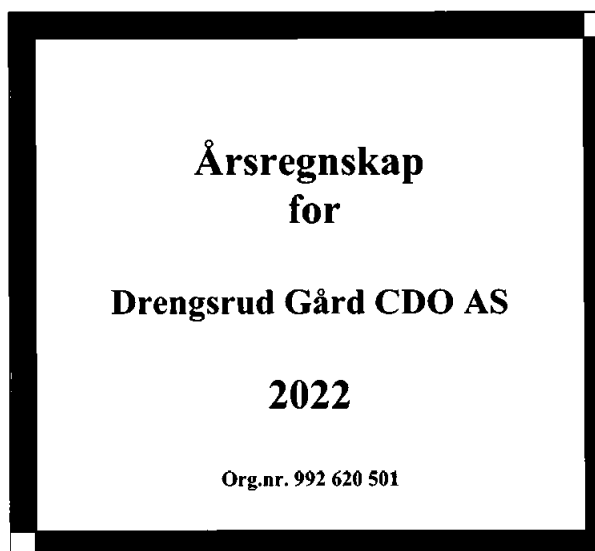 Årsregnskap
for
Drengsrud Gård CDO AS
2022
Org.nr. 992 620 501